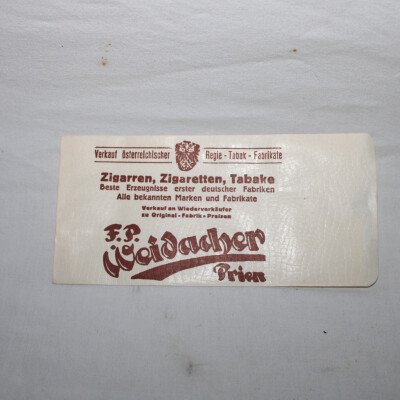 Verkauf österreichischer Regie-Tabak-Fabrikate
Zigarren, Zigaretten, Tabake
Beste Erzeugnisse erster deutscher Fabriken
Alle bekannten Marken und Fabrikate
Verkauf an Wiederverkäufer
zu Original-Fabrik-Preisen
F.P.
Weidacher
Prien